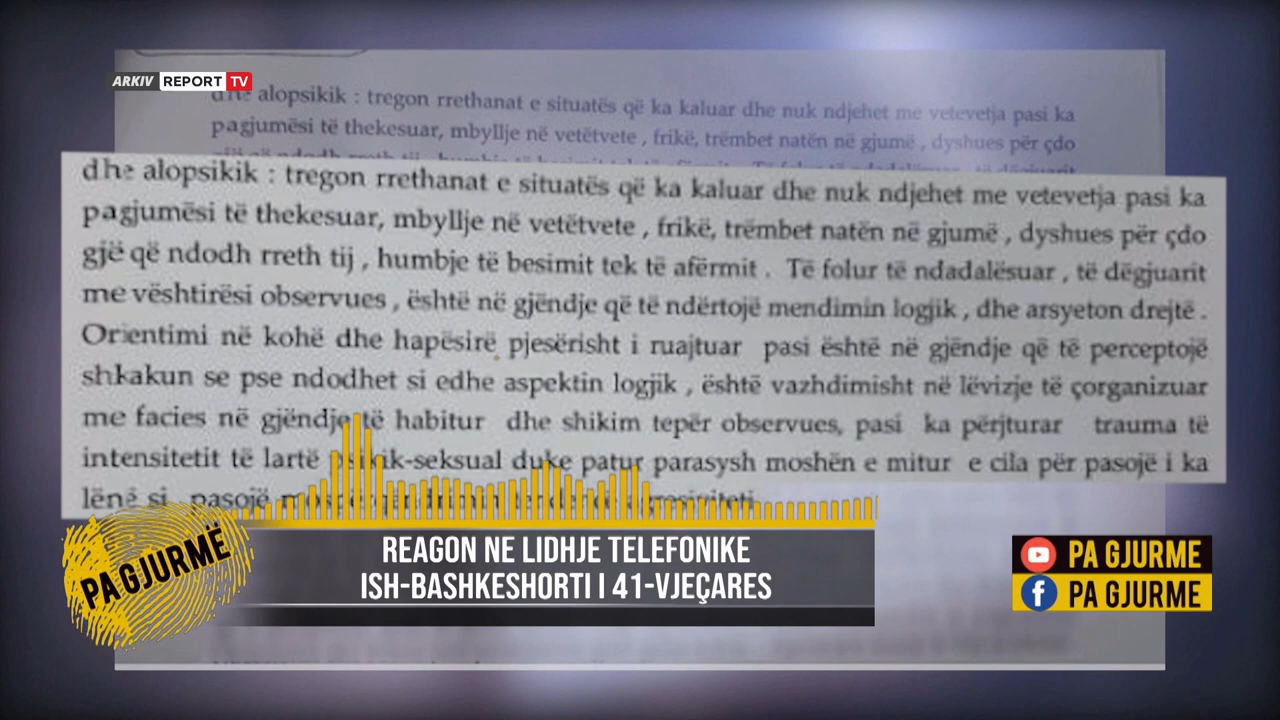 ARKIV REPORT TV
dhe alopsikik : tregon rrethanat e situatës që ka kaluar dhe nuk ndjehet me vetevetja pasi ka
pagjumësi të thekesuar, mbyllje në vetëtvete , frikë, trëmbet natën në gjumë , dyshues për çdo
dhe alopsikik : tregon rrethanat e situatës që ka kaluar dhe nuk ndjehet me vetevetja pasi ka
pagjumësi të thekesuar, mbyllje në vetëtvete , frikë, trëmbet natën në gjumë , dyshues për çdo
gjë që ndodh rreth tij , humbje të besimit tek të afërmit . Të folur të ndadalësuar , të dëgjuarit
me vështirësi observues , është në gjëndje që të ndërtojë mendimin logjik , dhe arsyeton drejtë .
Orientimi në kohë dhe hapësirë pjesërisht i ruajtuar pasi është në gjëndje që të perceptojë
shkakun se pse ndodhet si edhe aspektin logjik , është vazhdimisht në lëvizje të çorganizuar
me facies në gjëndje të habitur dhe shikim tepër observues, pasi ka përjturar trauma të
intensitetit të lartë psikik-seksual duke patur parasysh moshën e mitur e cila për pasojë i ka
lënë si pasojë
PA GJURMË
REAGON NE LIDHJE TELEFONIKE
ISH-BASHKESHORTI I 41-VJEÇARES
PA GJURME
PA GJURME